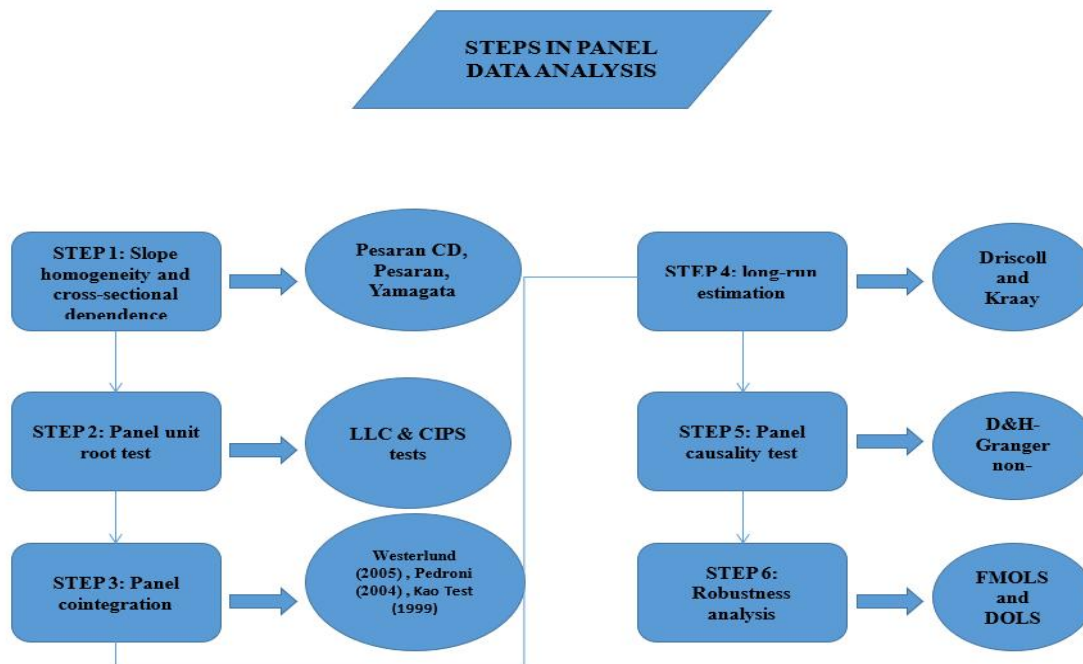 STEPS IN PANEL
DATA ANALYSIS
STEP 1: Slope
homogeneity and
cross-sectional
dependence
Pesaran CD,
Pesaran,
Yamagata
STEP 2: Panel unit
root test
LLC & CIPS
tests
STEP 3: Panel
cointegration
Westerlund
(2005) , Pedroni
(2004) , Kao Test
(1999)
STEP 4: long-run
estimation
Driscoll
and
Kraay
STEP 5: Panel
causality test
D&H-
Granger
non-
STEP 6:
Robustness
analysis
FMOLS
and
DOLS